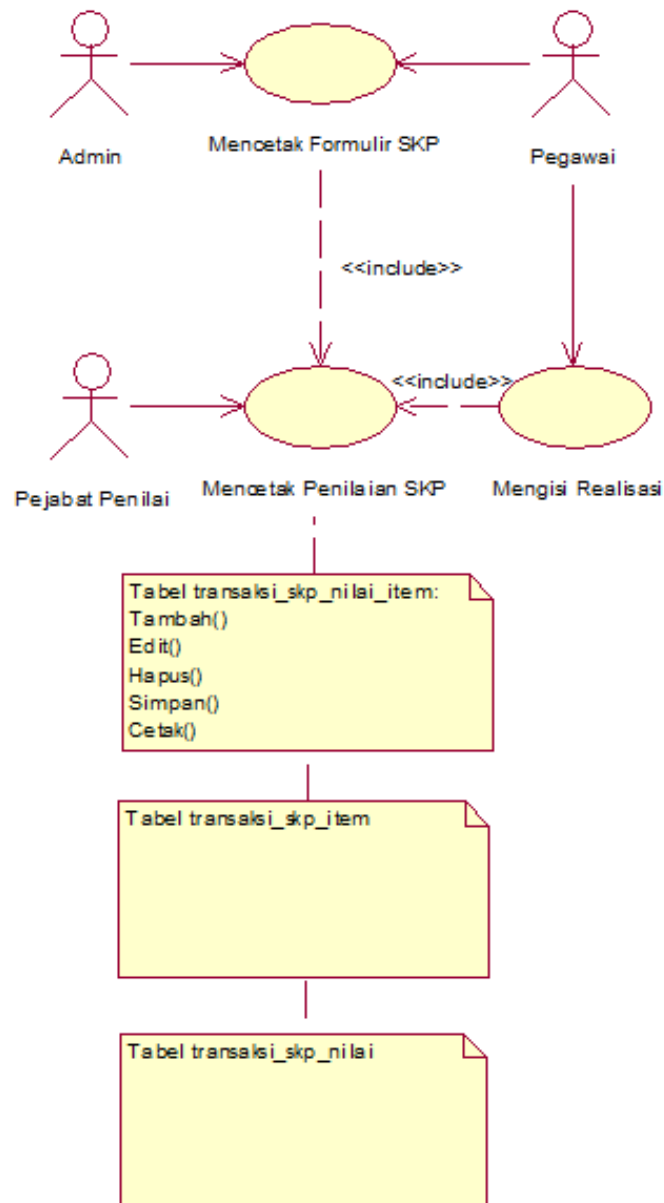 Admin
Mencetak Formulir SKP
Pegawai
<<include>>
<<include>>
Pejabat Penilai
Mencetak Penilaian SKP
Mengisi Realisasi
Tabel transaksi_skp_nilai_item:
Tambah()
Edit()
Hapus()
Simpan()
Cetak()
Tabel transaksi_skp_item
Tabel transaksi_skp_nilai